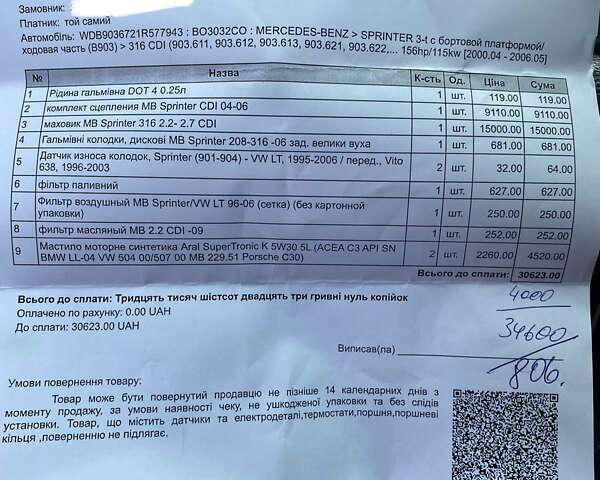 Замовник:
Платник: той самий
Автомобіль: WDB9036721R577943 : BO3032CO : MERCEDES-BENZ > SPRINTER 3-t с бортовой платформой/
ходовая часть (B903) > 316 CDI (903.611, 903.612, 903.613, 903.621, 903.622,... 156hp/115kw [2000.04 - 2006.05]
№ Назва К-сть Од. Ціна Сума
1 Рідина гальмівна DOT 4 0.25л 1 шт. 119.00 119.00
2 комплект сцепления MB Sprinter CDI 04-06 1 шт. 9110.00 9110.00
3 маховик MB Sprinter 316 2.2- 2.7 CDI 1 шт. 15000.00 15000.00
4 Гальмівні колодки, дискові MB Sprinter 208-316 -06 зад. велики вуха 1 шт. 681.00 681.00
5 Датчик износа колодок, Sprinter (901-904) - VW LT, 1995-2006 / перед., Vito
638, 1996-2003 2 шт. 32.00 64.00
6 фільтр паливний 1 шт. 627.00 627.00
7 Фильтр воздушный MB Sprinter/VW LT 96-06 (сетка) (без картонной
упаковки) 1 шт. 250.00 250.00
8 фильтр масляный MB 2.2 CDI -09 1 шт. 252.00 252.00
9 Мастило моторне синтетика Aral SuperTronic K 5W30 5L (ACEA C3 API SN
BMW LL-04 VW 504 00/507 00 MB 229.51 Porsche C30) 2 шт. 2260.00 4520.00
Всього до сплати: 30623.00
Всього до сплати: Тридцять тисяч шістсот двадцять три гривні нуль копійок
4000
Оплачено по рахунку: 0.00 UAH
До сплати: 30623.00 UAH
34600
Виписав(ла)
806.
Умови повернення товару:
Товар може бути повернутий продавцю не пізніше 14 календарних днів з
моменту продажу, за умови наявності чеку, не ушкодженої упаковки та без слідів
установки. Товар, що містить датчики та електродеталі,термостати,поршня,поршневі
кільця ,поверненню не підлягає.